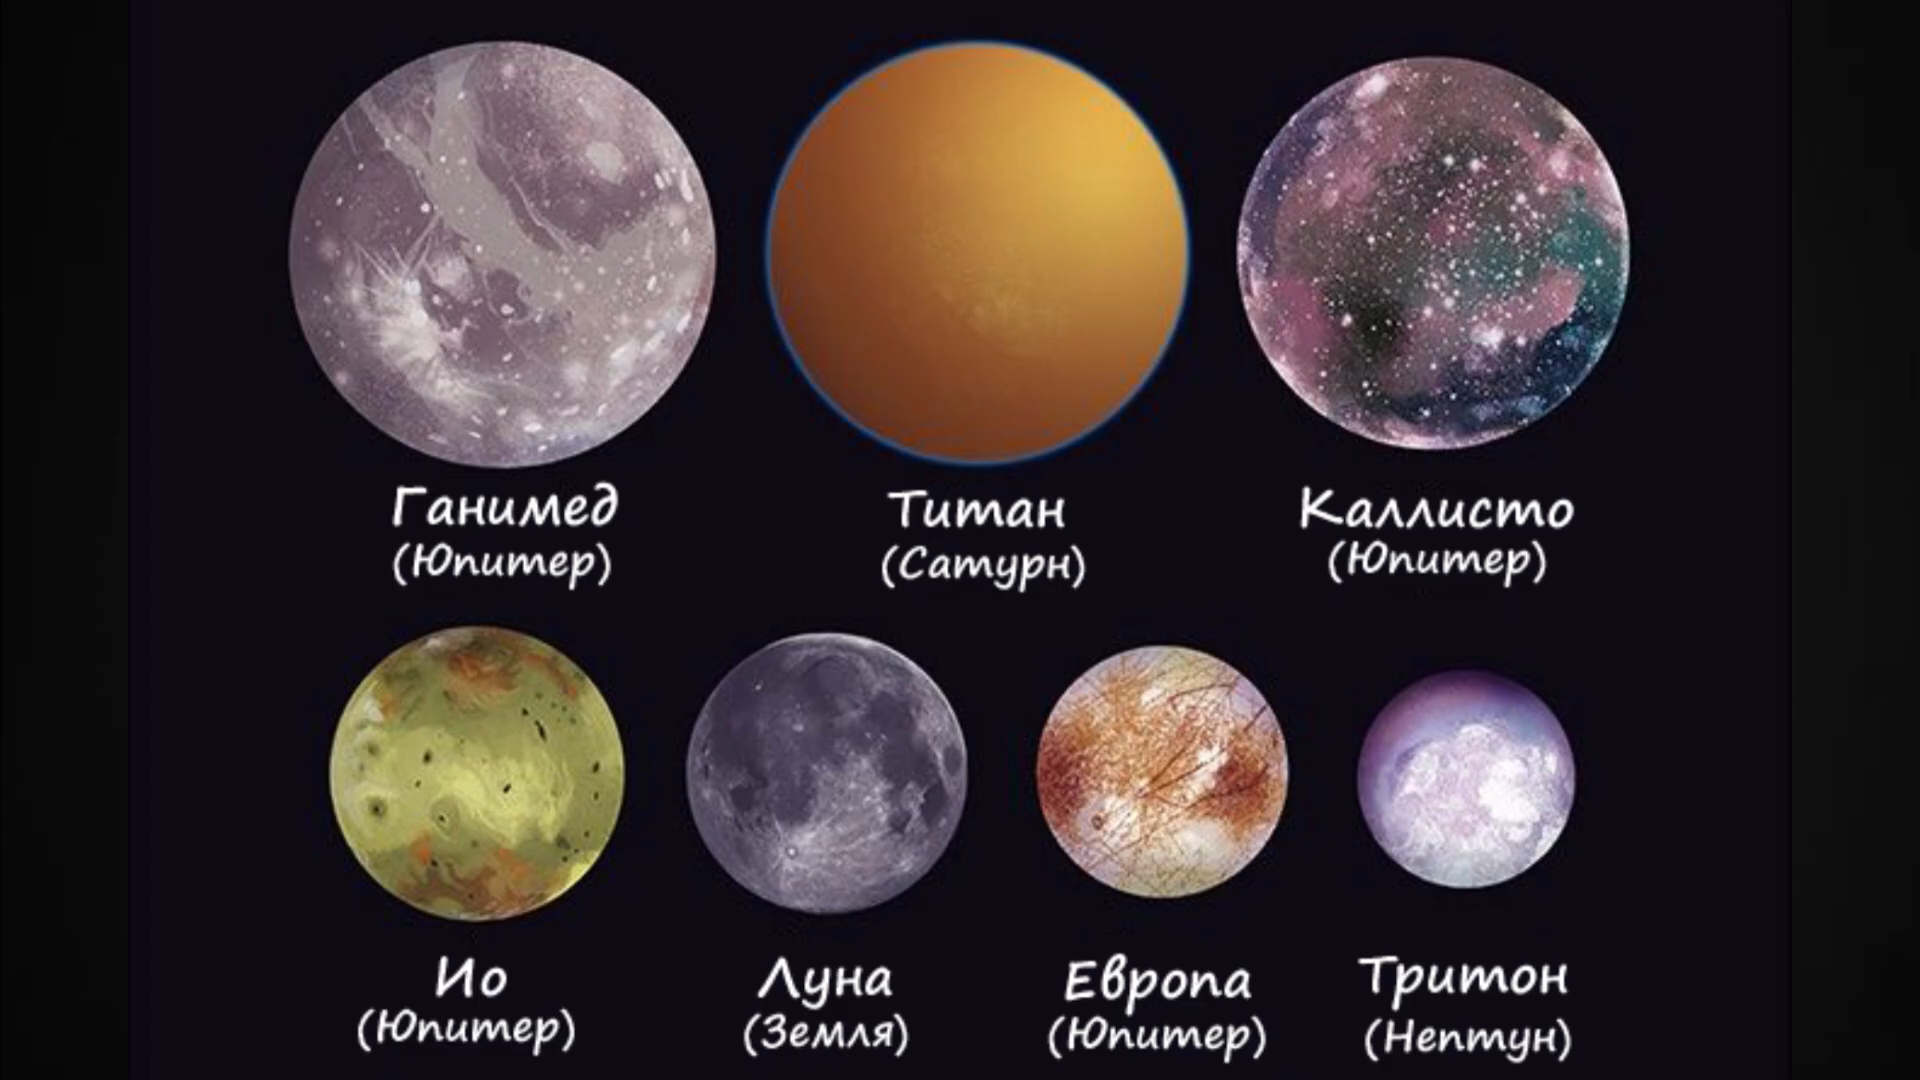 Ганимед
(Юпитер)
Титан
(Сатурн)
Каллисто
(Юпитер)
Ио
(Юпитер)
Луна
(Земля)
Европа
(Юпитер)
Тритон
(Нептун)